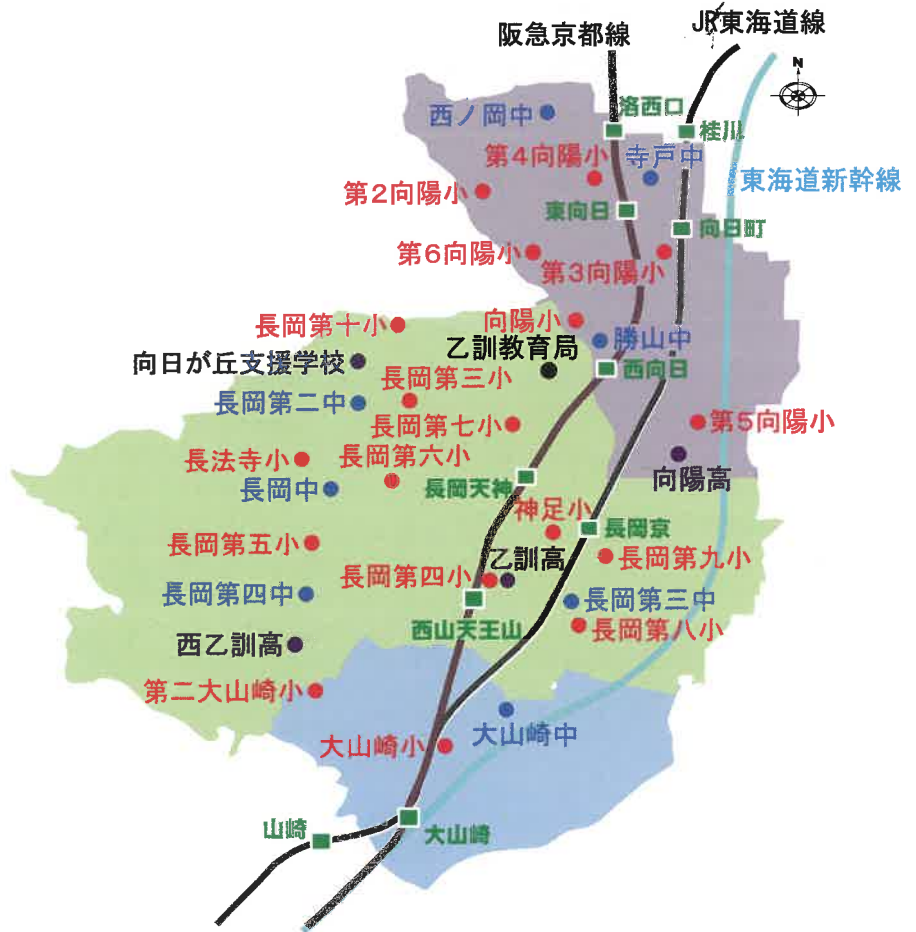 JR東海道線
阪急京都線
N
西ノ岡中
洛西口
桂川
第4向陽小
寺戸中
東海道新幹線
第2向陽小
東向日
向日町
第6向陽小
第3向陽小
長岡第十小
向陽小
勝山中
向日が丘支援学校
乙訓教育局
西向日
長岡第三小
長岡第二中
長岡第七小
第5向陽小
長法寺小
長岡第六小
向陽高
長岡中
長岡天神
神足小
長岡京
長岡第五小
乙訓高
長岡第九小
長岡第四小
長岡第四中
長岡第三中
西山天王山
長岡第八小
西乙訓高
第二大山崎小
大山崎中
大山崎小
山崎
大山崎